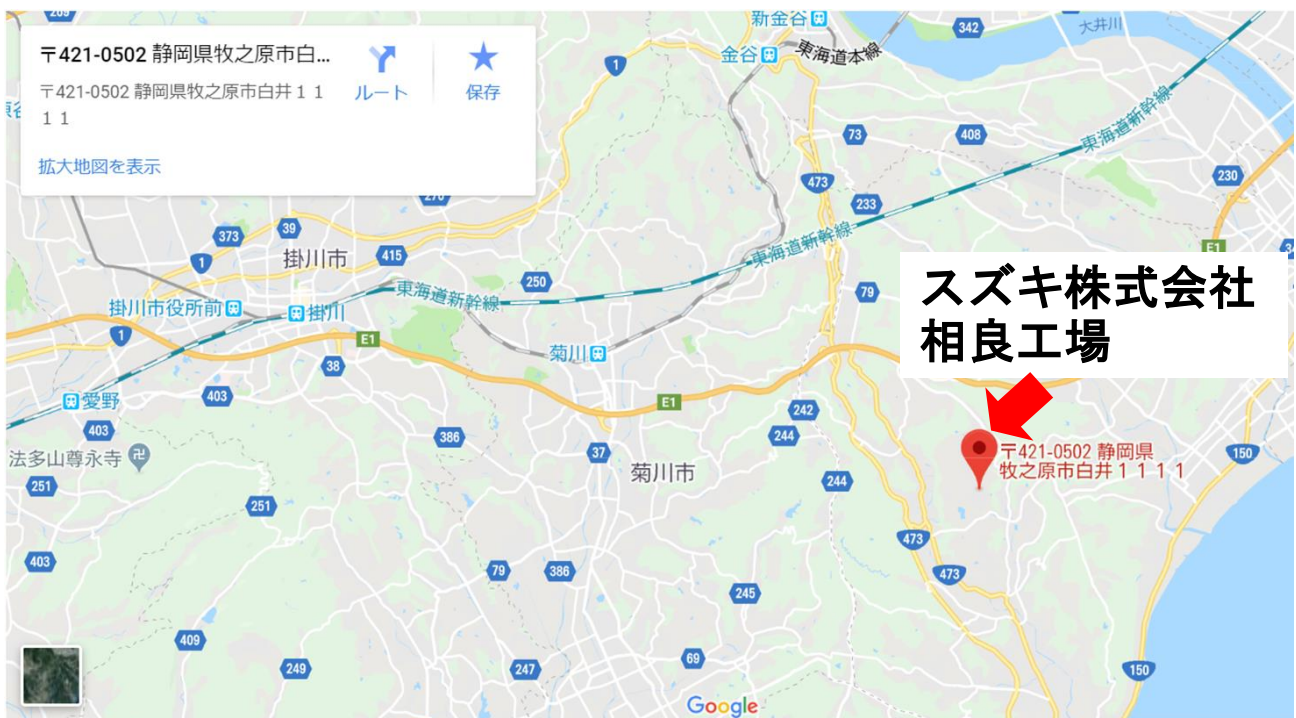 〒421-0502 静岡県牧之原市白...
〒421-0502 静岡県牧之原市白井１１
１１
ルート
保存
拡大地図を表示
スズキ株式会社
相良工場
〒421-0502 静岡県
牧之原市白井１１１１
新金谷
金谷
東海道本線
大井川
342
1
73
408
東海道新幹線
230
473
233
373
39
1
掛川市
415
250
東海道新幹線
東海道新幹線
79
E1
掛川市役所前
掛川
1
E1
38
菊川
愛野
403
403
E1
242
244
386
37
菊川市
244
150
法多山尊永寺
251
251
473
403
79
386
473
245
409
249
247
69
150
Google